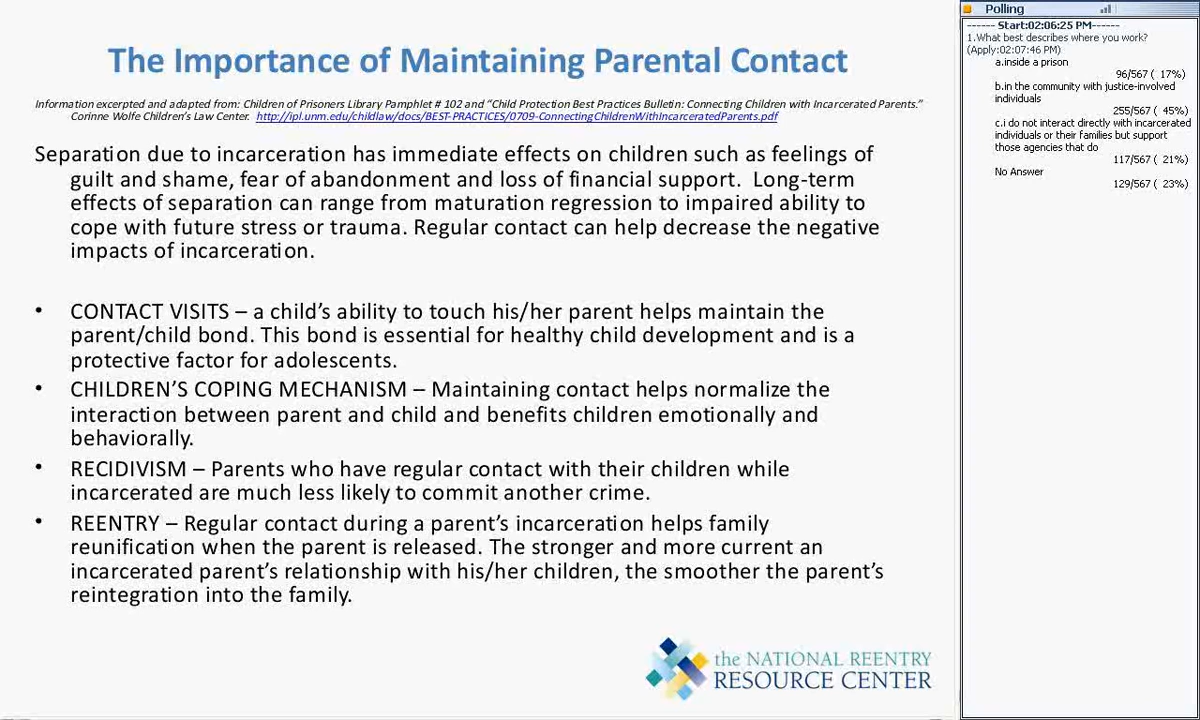 The Importance of Maintaining Parental Contact
Information excerpted and adapted from: Children of Prisoners Library Pamphlet # 102 and “Child Protection Best Practices Bulletin: Connecting Children with Incarcerated Parents.”
Corinne Wolfe Children’s Law Center. http://ipl.unm.edu/childlaw/docs/BEST-PRACTICES/0709-ConnectingChildrenWithIncarceratedParents.pdf
Separation due to incarceration has immediate effects on children such as feelings of
guilt and shame, fear of abandonment and loss of financial support. Long-term
effects of separation can range from maturation regression to impaired ability to
cope with future stress or trauma. Regular contact can help decrease the negative
impacts of incarceration.
• CONTACT VISITS – a child’s ability to touch his/her parent helps maintain the
parent/child bond. This bond is essential for healthy child development and is a
protective factor for adolescents.
• CHILDREN’S COPING MECHANISM – Maintaining contact helps normalize the
interaction between parent and child and benefits children emotionally and
behaviorally.
• RECIDIVISM – Parents who have regular contact with their children while
incarcerated are much less likely to commit another crime.
• REENTRY – Regular contact during a parent’s incarceration helps family
reunification when the parent is released. The stronger and more current an
incarcerated parent’s relationship with his/her children, the smoother the parent’s
reintegration into the family.
the NATIONAL REENTRY
RESOURCE CENTER
Polling
------ Start:02:06:25 PM------
1.What best describes where you work?
(Apply:02:07:46 PM)
a.inside a prison
96/567 ( 17%)
b.in the community with justice-involved
individuals
255/567 ( 45%)
c.i do not interact directly with incarcerated
individuals or their families but support
those agencies that do
117/567 ( 21%)
No Answer
129/567 ( 23%)